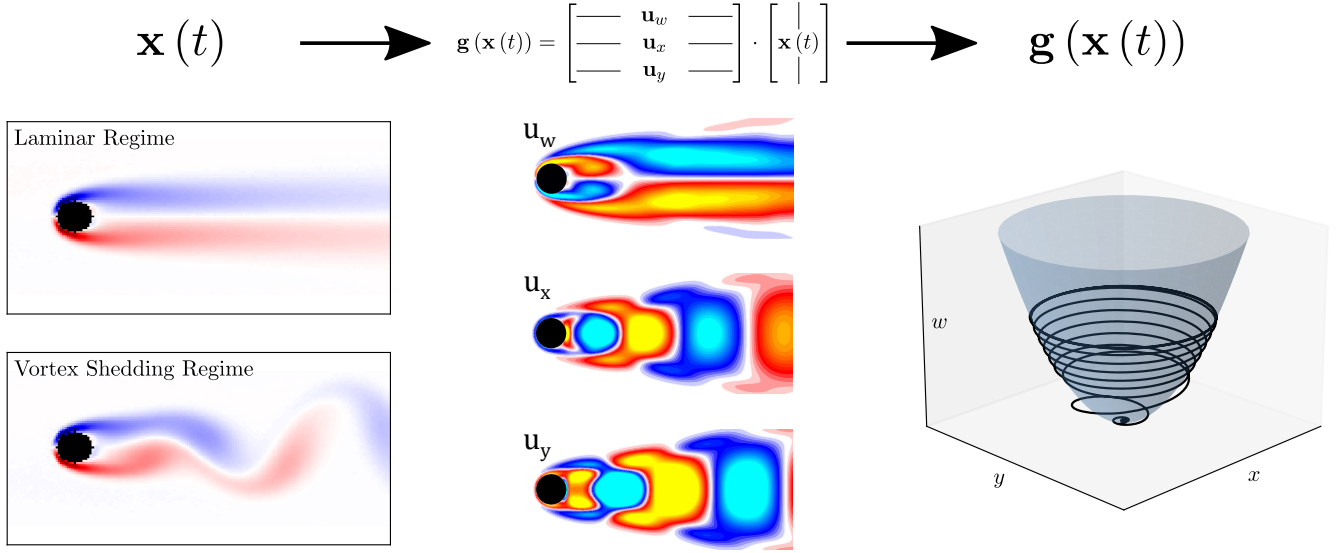 x (t)
g (x (t)) = [ u_w u_x u_y ] · [ x (t) ]
g (x (t))
Laminar Regime
Vortex Shedding Regime
u_w
u_x
u_y
w
y
x